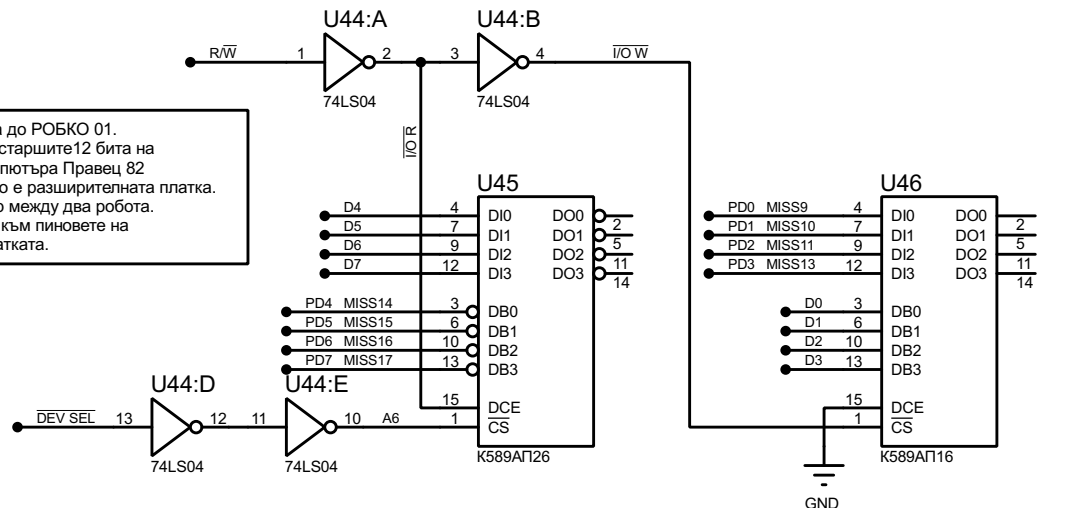 U44:A
U44:B
R/W
1
2
3
4
I/O W
74LS04
74LS04
до РОБКО 01.
старшите12 бита на
Правец 82
е разширителната платка.
между два робота.
към пиновете на
I/O R
U45
D4 4 DI0 DO0 2
D5 7 DI1 DO1 5
D6 9 DI2 DO2 11
D7 12 DI3 DO3 14
PD4 MISS14 3 DB0
PD5 MISS15 6 DB1
PD6 MISS16 10 DB2
PD7 MISS17 13 DB3
15 DCE
1 CS
К589АП26
U46
PD0 MISS9 4 DI0 DO0 2
PD1 MISS10 7 DI1 DO1 5
PD2 MISS11 9 DI2 DO2 11
PD3 MISS13 12 DI3 DO3 14
D0 3 DB0
D1 6 DB1
D2 10 DB2
D3 13 DB3
15 DCE
1 CS
К589АП16
GND
U44:D
U44:E
DEV SEL 13 12 11 10 A6
74LS04
74LS04